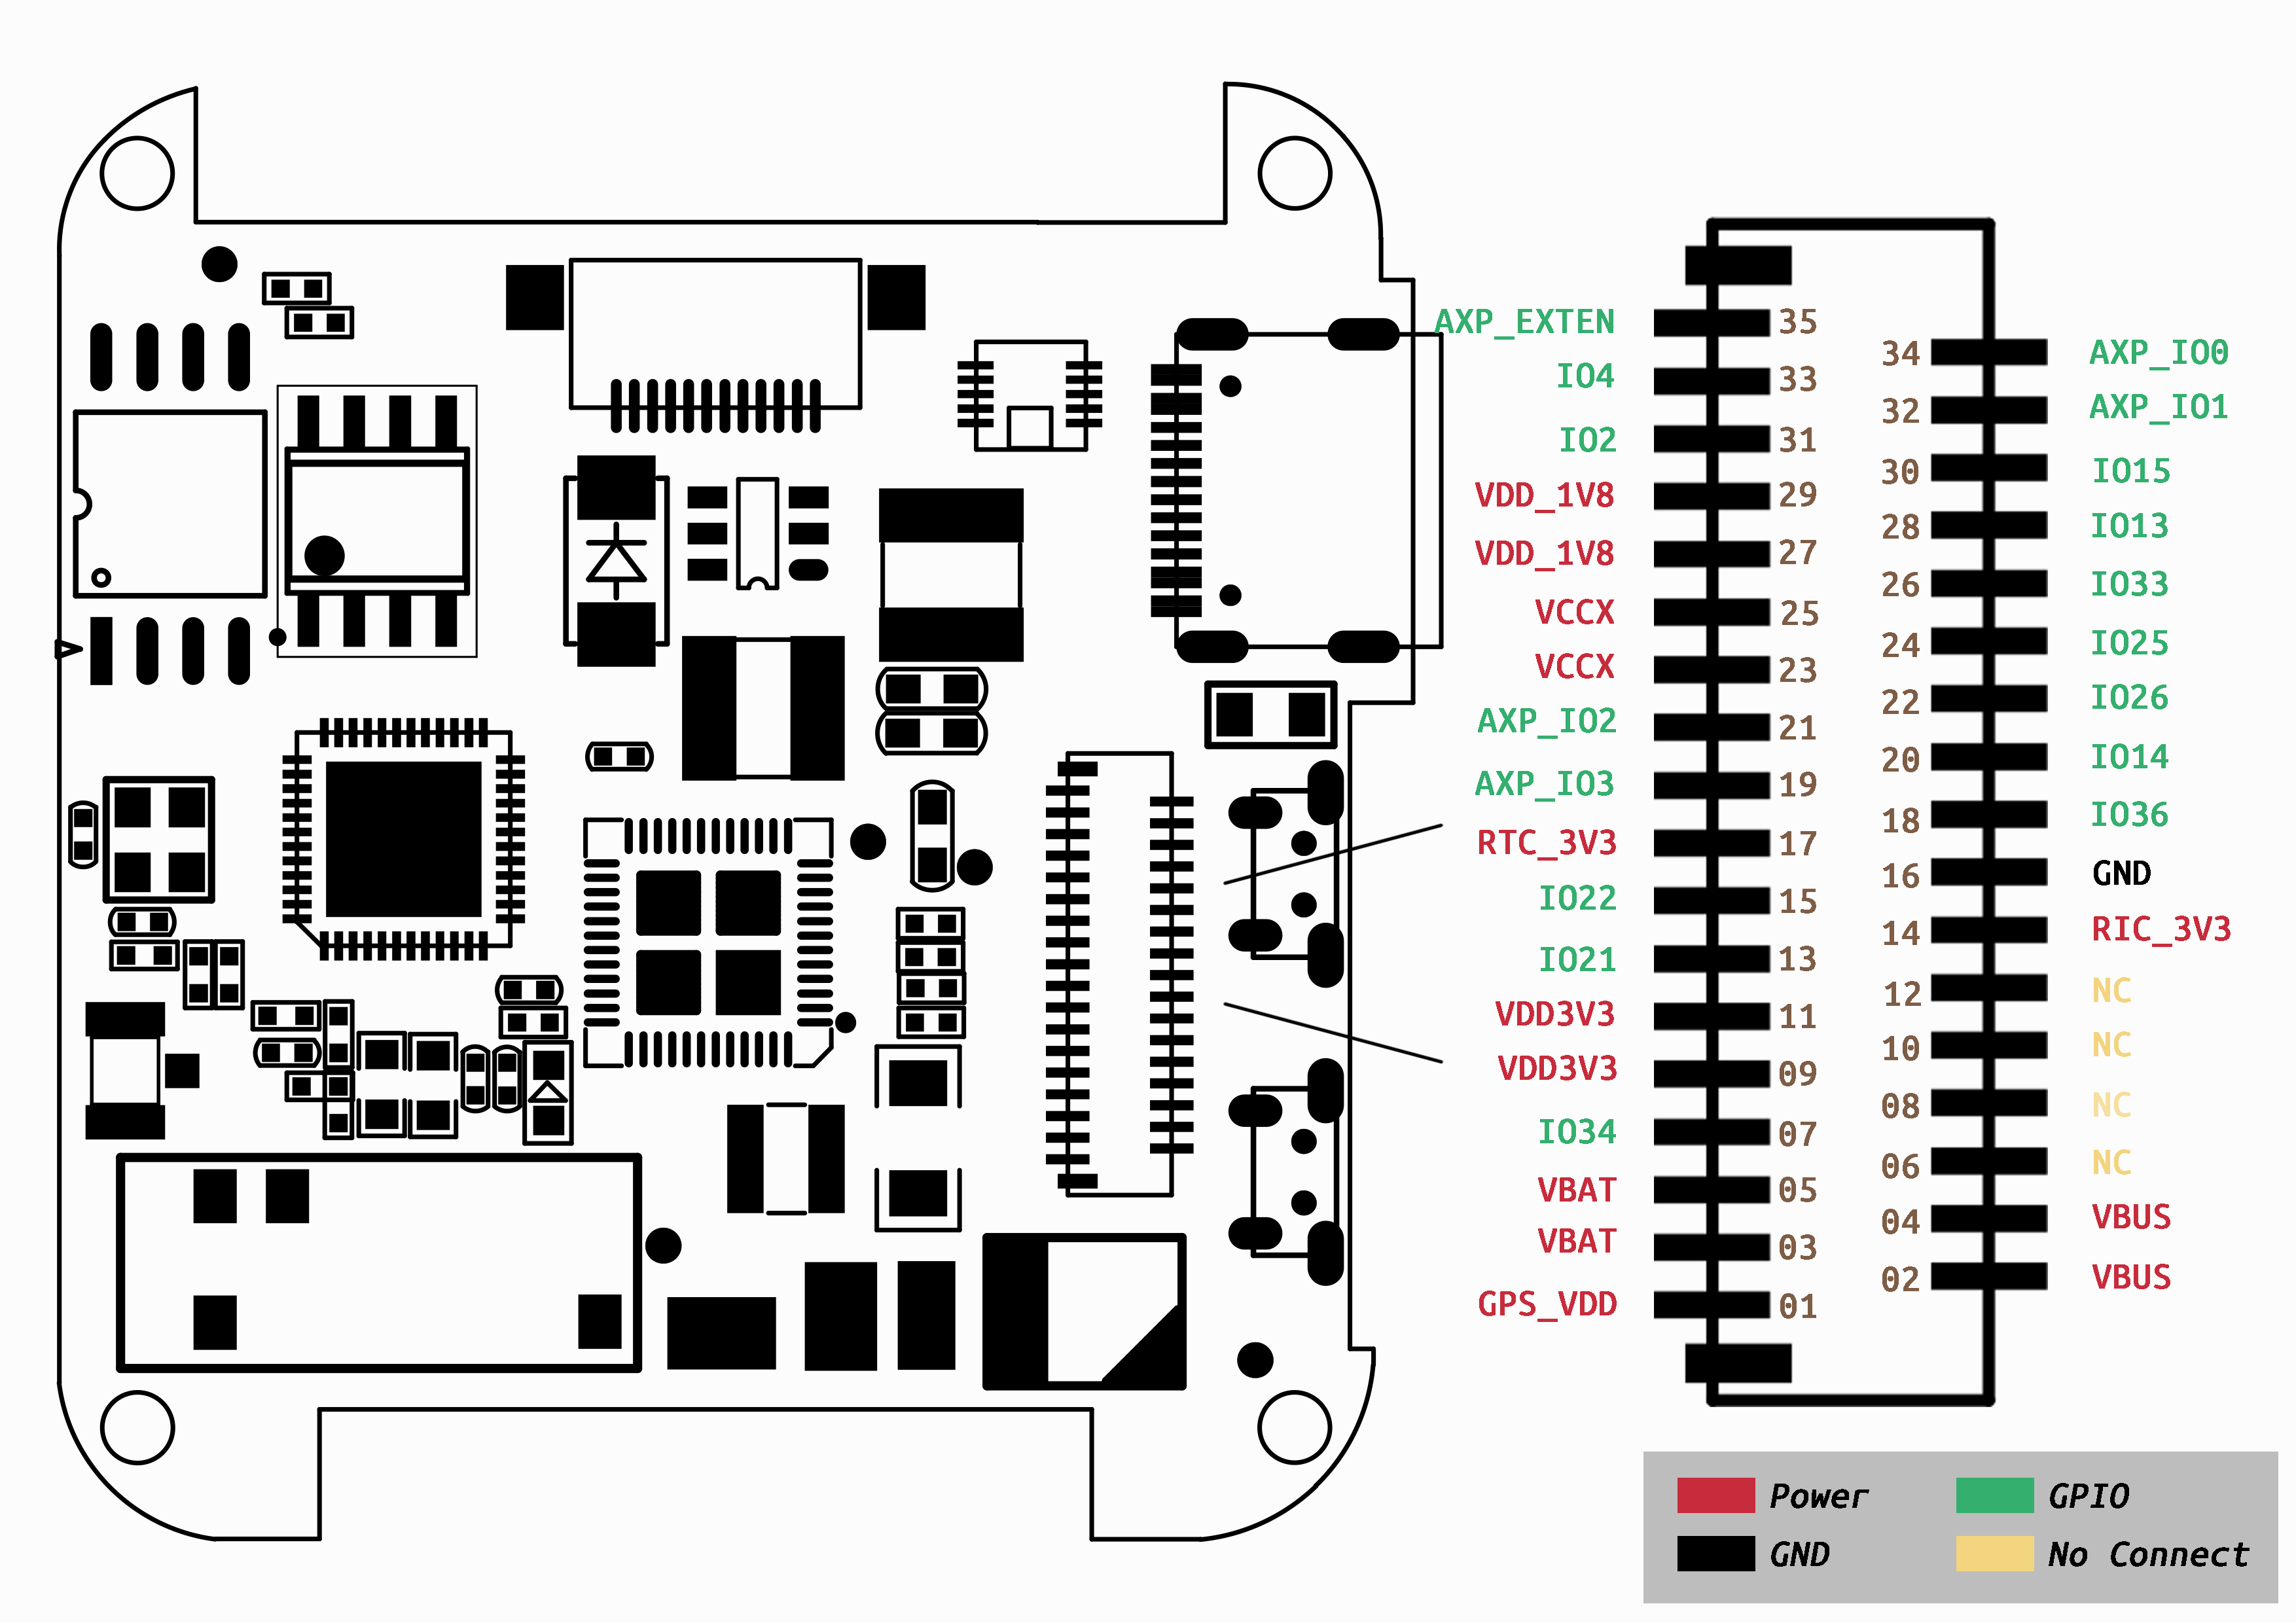 AXP_EXTEN 35
34 AXP_IO0
IO4 33
32 AXP_IO1
IO2 31
30 IO15
VDD_1V8 29
28 IO13
VDD_1V8 27
26 IO33
VCCX 25
24 IO25
VCCX 23
22 IO26
AXP_IO2 21
20 IO14
AXP_IO3 19
18 IO36
RTC_3V3 17
16 GND
IO22 15
14 RIC_3V3
IO21 13
12 NC
VDD3V3 11
10 NC
VDD3V3 09
08 NC
IO34 07
06 NC
VBAT 05
04 VBUS
VBAT 03
02 VBUS
GPS_VDD 01
Power GPIO
GND No Connect